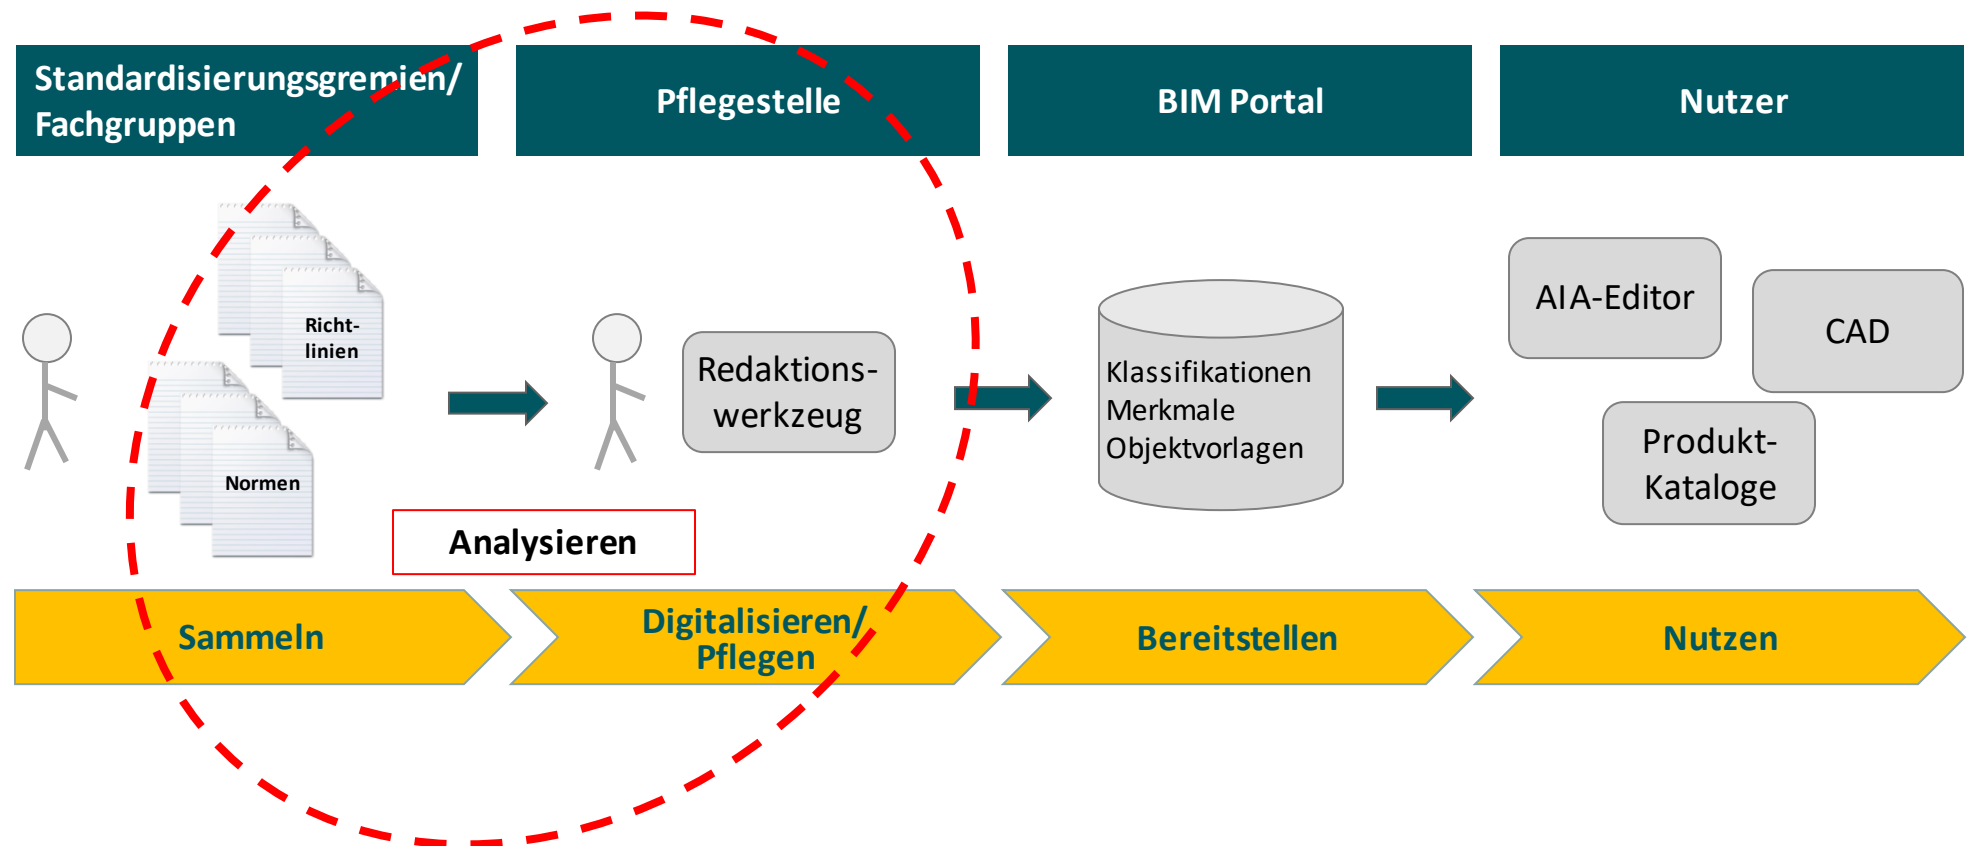 Standardisierungsgremien/
Fachgruppen
Pflegestelle
BIM Portal
Nutzer
Richt-
linien
Normen
Redaktions-
werkzeug
Klassifikationen
Merkmale
Objektvorlagen
AIA-Editor
CAD
Produkt-
Kataloge
Analysieren
Sammeln
Digitalisieren/
Pflegen
Bereitstellen
Nutzen